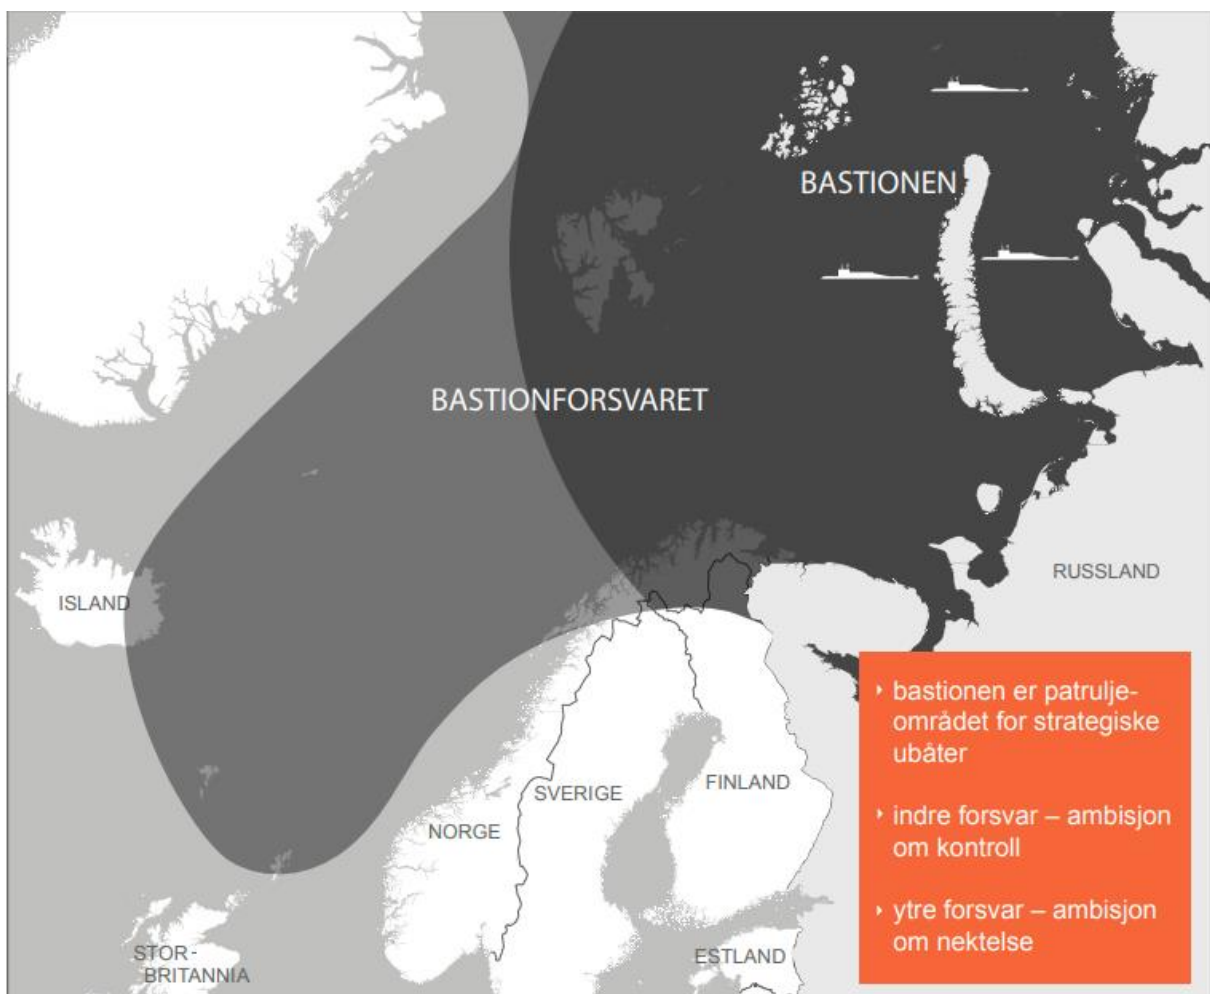 BASTIONEN
BASTIONFORSVARET
RUSSLAND
ISLAND
FINLAND
SVERIGE
NORGE
STOR-
BRITANNIA
ESTLAND
‣ bastionen er patrulje-
området for strategiske
ubåter
‣ indre forsvar – ambisjon
om kontroll
‣ ytre forsvar – ambisjon
om nektelse